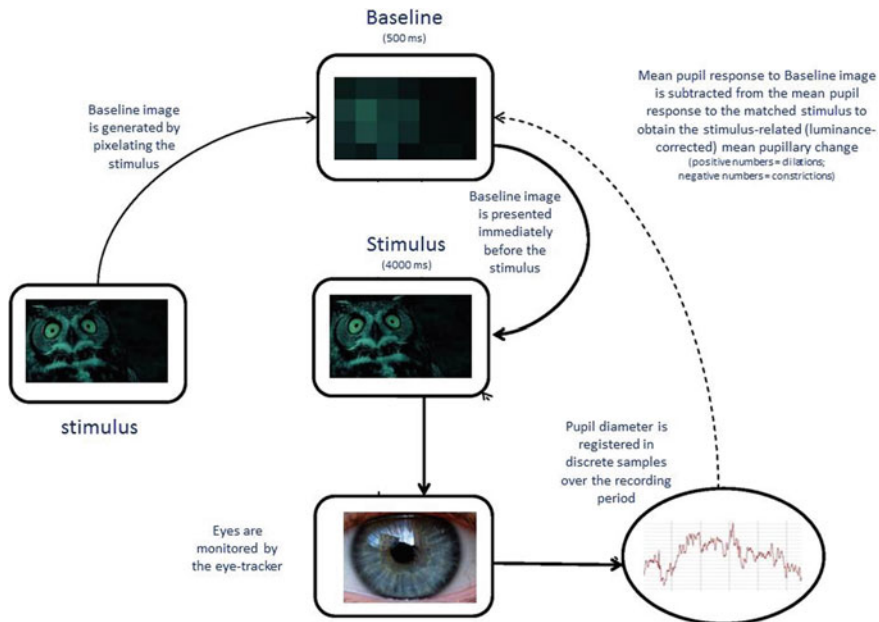 Baseline
(500 ms)
Baseline image
is generated by
pixelating the
stimulus
Mean pupil response to Baseline image
is subtracted from the mean pupil
response to the matched stimulus to
obtain the stimulus-related (luminance-
corrected) mean pupillary change
(positive numbers = dilations;
negative numbers = constrictions)
Baseline image
is presented
immediately
before the
stimulus
Stimulus
(4000 ms)
stimulus
Pupil diameter is
registered in
discrete samples
over the recording
period
Eyes are
monitored by
the eye-tracker